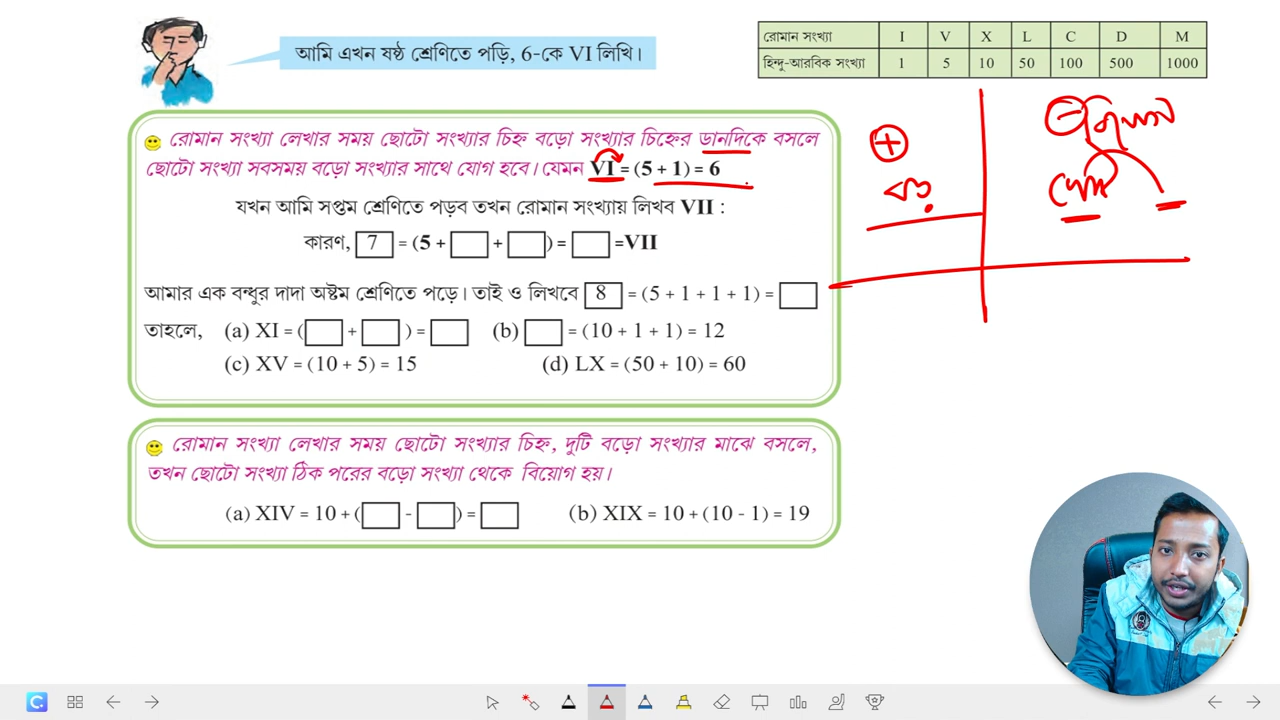 আমি এখন ষষ্ঠ শ্রেণিতে পড়ি, 6-কে VI লিখি।
রোমান সংখ্যা I V X L C D M
হিন্দু-আরবিক সংখ্যা 1 5 10 50 100 500 1000
রোমান সংখ্যা লেখার সময় ছোটো সংখ্যার চিহ্ন বড়ো সংখ্যার চিহ্নের ডানদিকে বসলে
ছোটো সংখ্যা সবসময় বড়ো সংখ্যার সাথে যোগ হবে। যেমন VI = (5 + 1) = 6
যখন আমি সপ্তম শ্রেণিতে পড়ব তখন রোমান সংখ্যায় লিখব VII :
কারণ, 7 = (5 + + ) = =VII
আমার এক বন্ধুর দাদা অষ্টম শ্রেণিতে পড়ে। তাই ও লিখবে 8 = (5 + 1 + 1 + 1) =
তাহলে, (a) XI = ( + ) = (b) = (10 + 1 + 1) = 12
(c) XV = (10 + 5) = 15 (d) LX = (50 + 10) = 60
রোমান সংখ্যা লেখার সময় ছোটো সংখ্যার চিহ্ন, দুটি বড়ো সংখ্যার মাঝে বসলে,
তখন ছোটো সংখ্যা ঠিক পরের বড়ো সংখ্যা থেকে বিয়োগ হয়।
(a) XIV = 10 + ( - ) = (b) XIX = 10 + (10 - 1) = 19
+
বড়